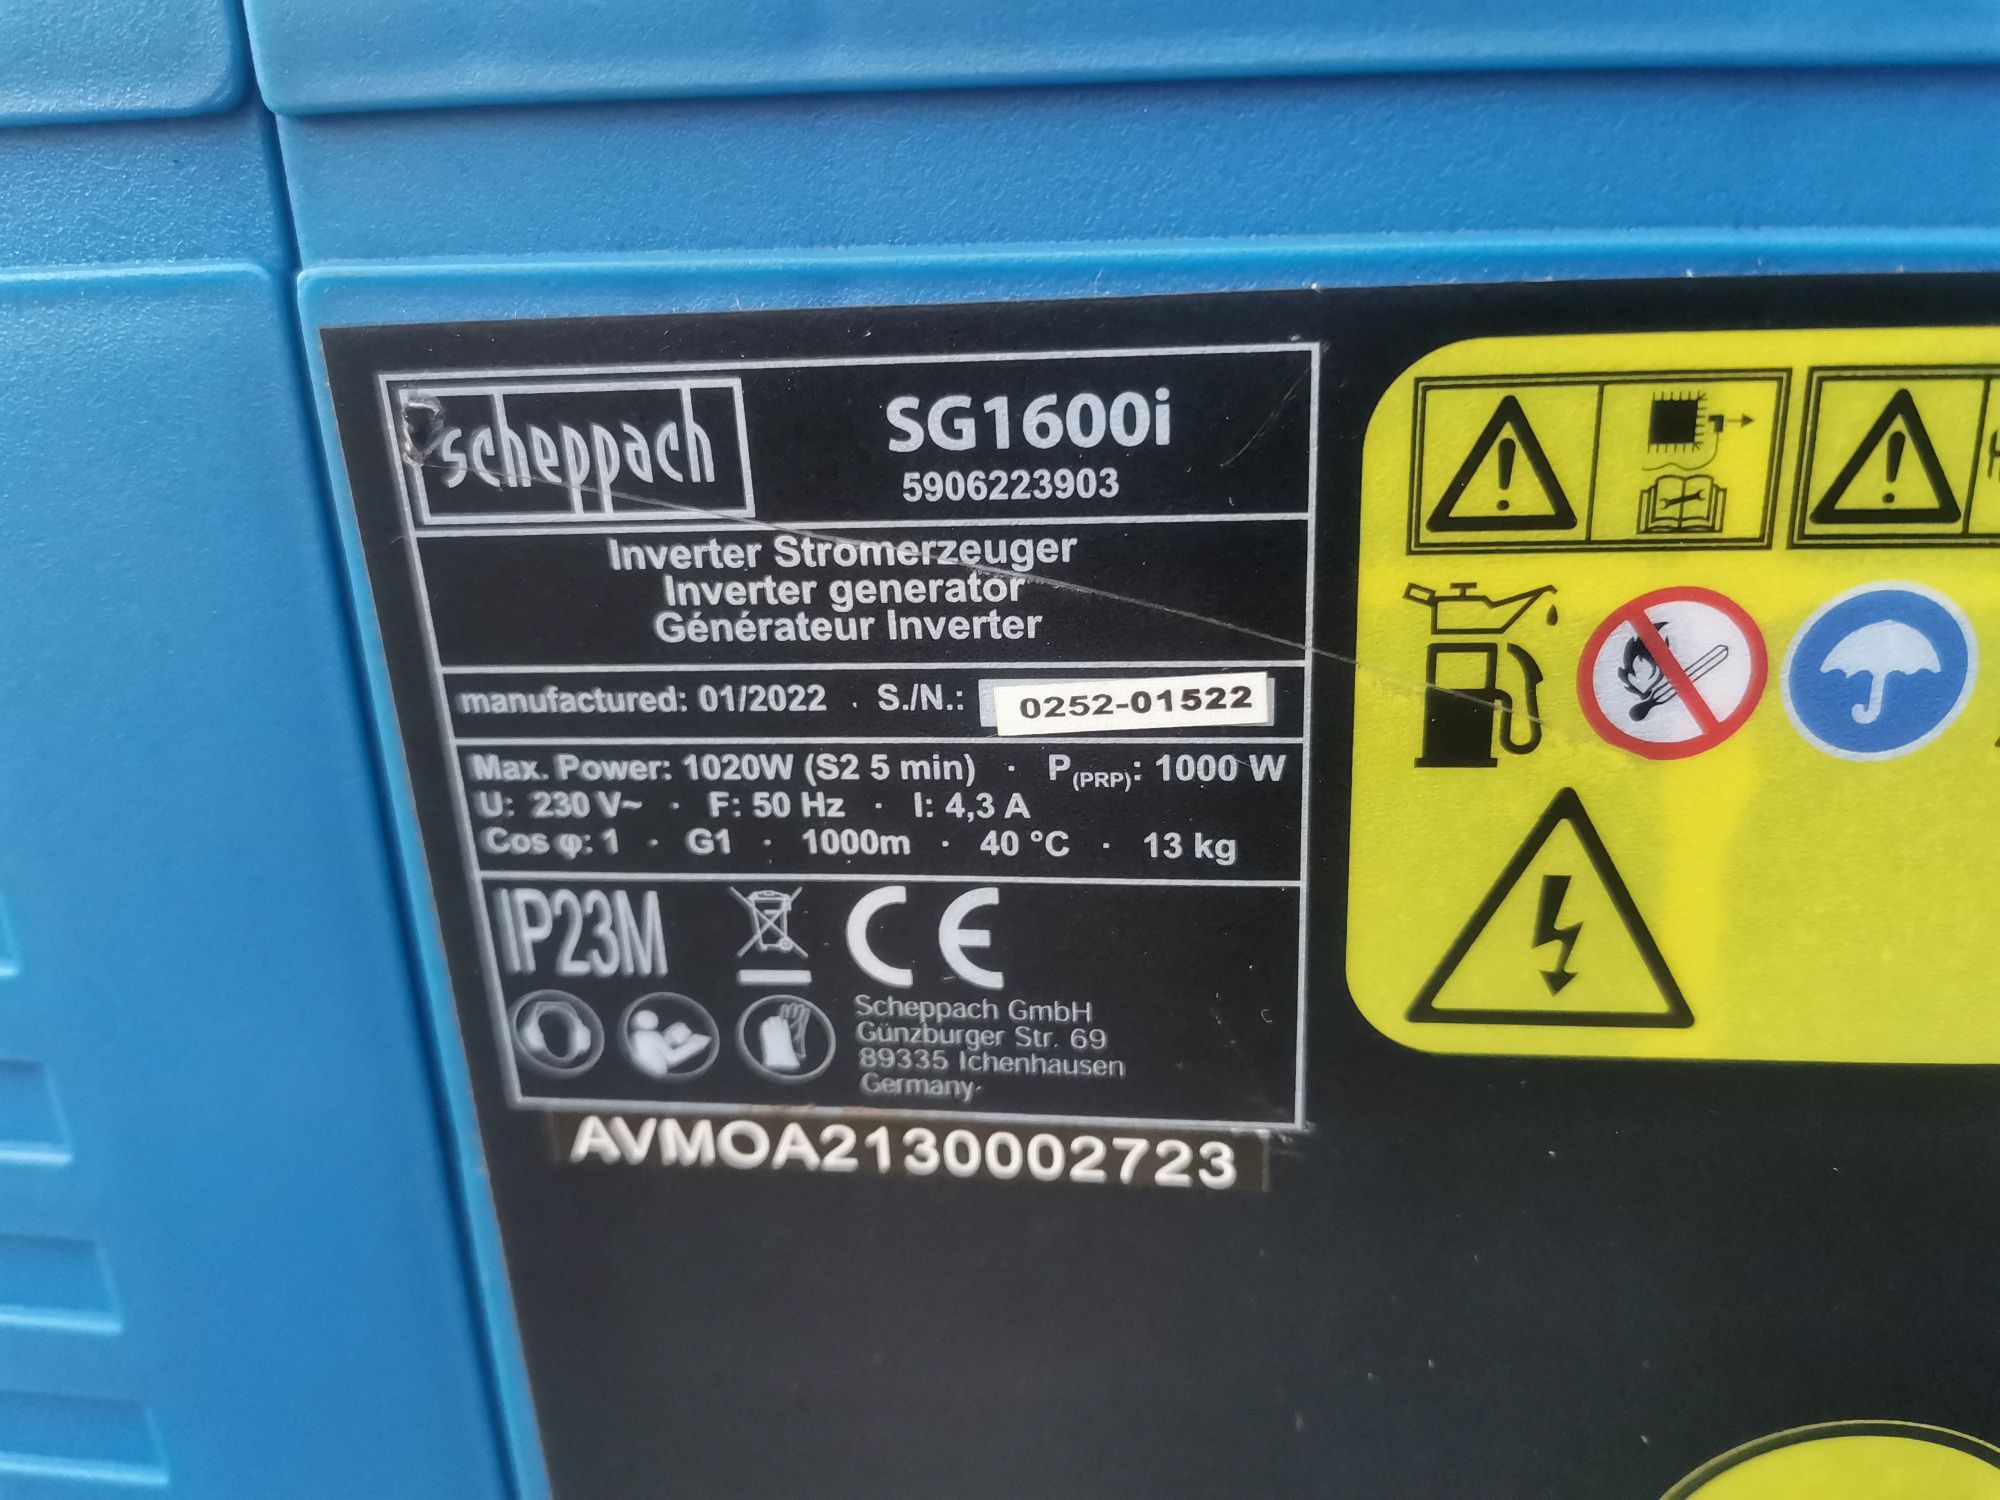 scheppach
SG1600i
5906223903
Inverter Stromerzeuger
Inverter generator
Générateur Inverter
manufactured: 01/2022 · S./N.: 0252-01522
Max. Power: 1020W (S2 5 min) · P(PRP): 1000 W
U: 230 V~ · F: 50 Hz · I: 4,3 A
Cos φ: 1 · G1 · 1000m · 40 °C · 13 kg
IP23M CE
Scheppach GmbH
Günzburger Str. 69
89335 Ichenhausen
Germany
AVMOA2130002723